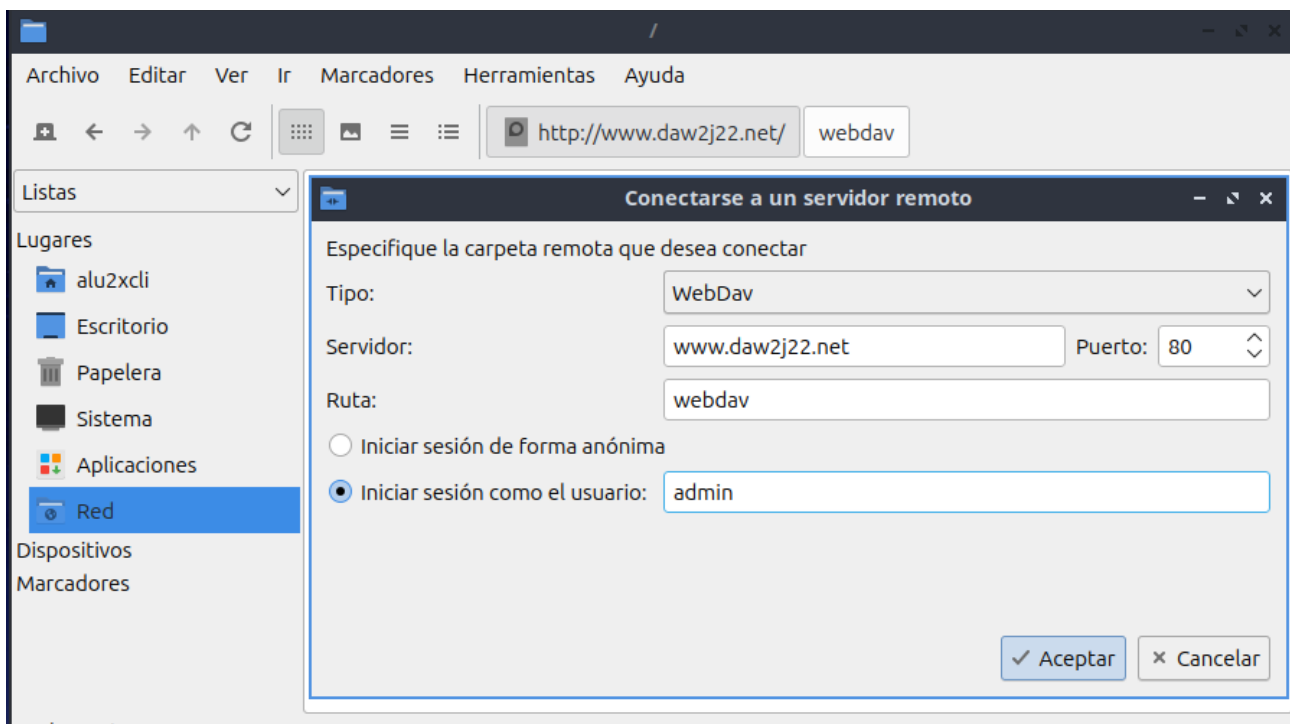 /
Archivo Editar Ver Ir Marcadores Herramientas Ayuda
http://www.daw2j22.net/ webdav
Listas
Lugares
alu2xcli
Escritorio
Papelera
Sistema
Aplicaciones
Red
Dispositivos
Marcadores
Conectarse a un servidor remoto
Especifique la carpeta remota que desea conectar
Tipo: WebDav
Servidor: www.daw2j22.net Puerto: 80
Ruta: webdav
Iniciar sesión de forma anónima
Iniciar sesión como el usuario: admin
Aceptar Cancelar